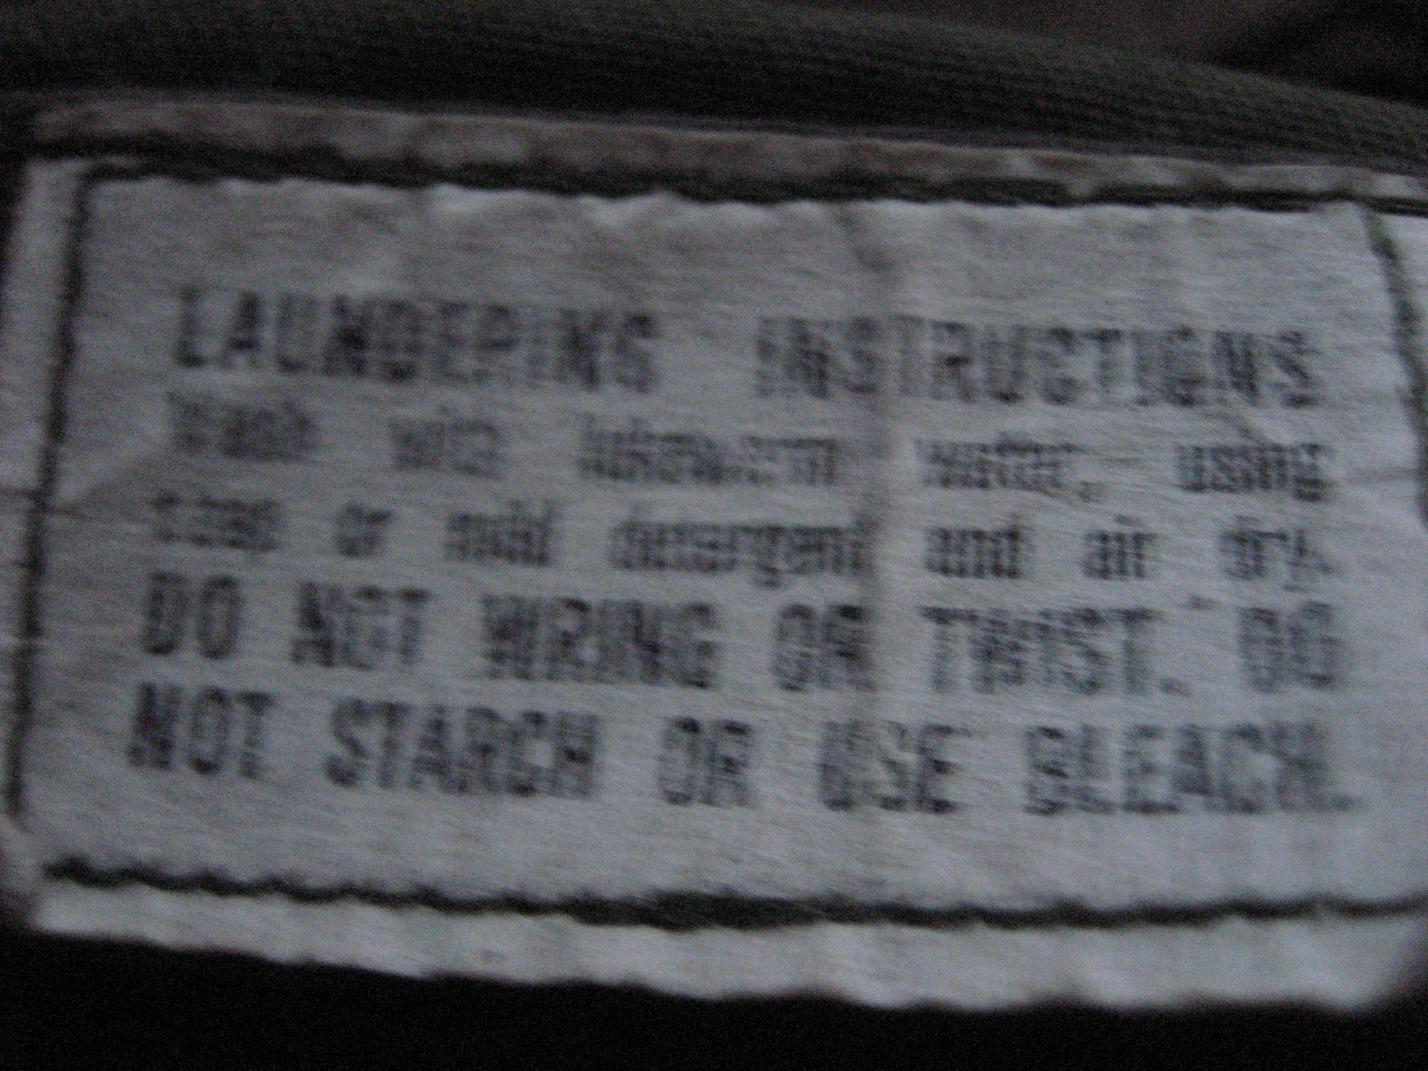 LAUNDERING INSTRUCTIONS
Wash with lukewarm water, using
soap or mild detergent and air dry.
DO NOT WRING OR TWIST. DO
NOT STARCH OR USE BLEACH.